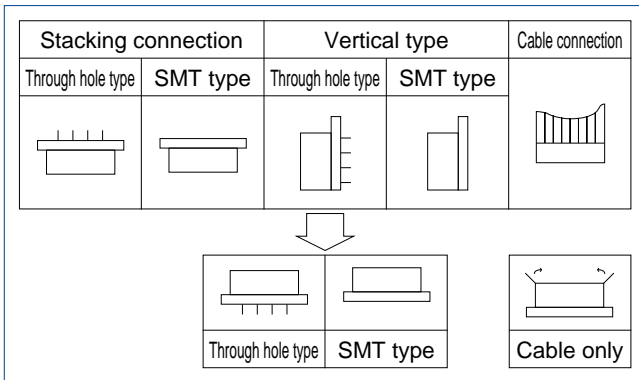 Stacking connection
Vertical type
Cable connection
Through hole type
SMT type
Through hole type
SMT type
Through hole type
SMT type
Cable only